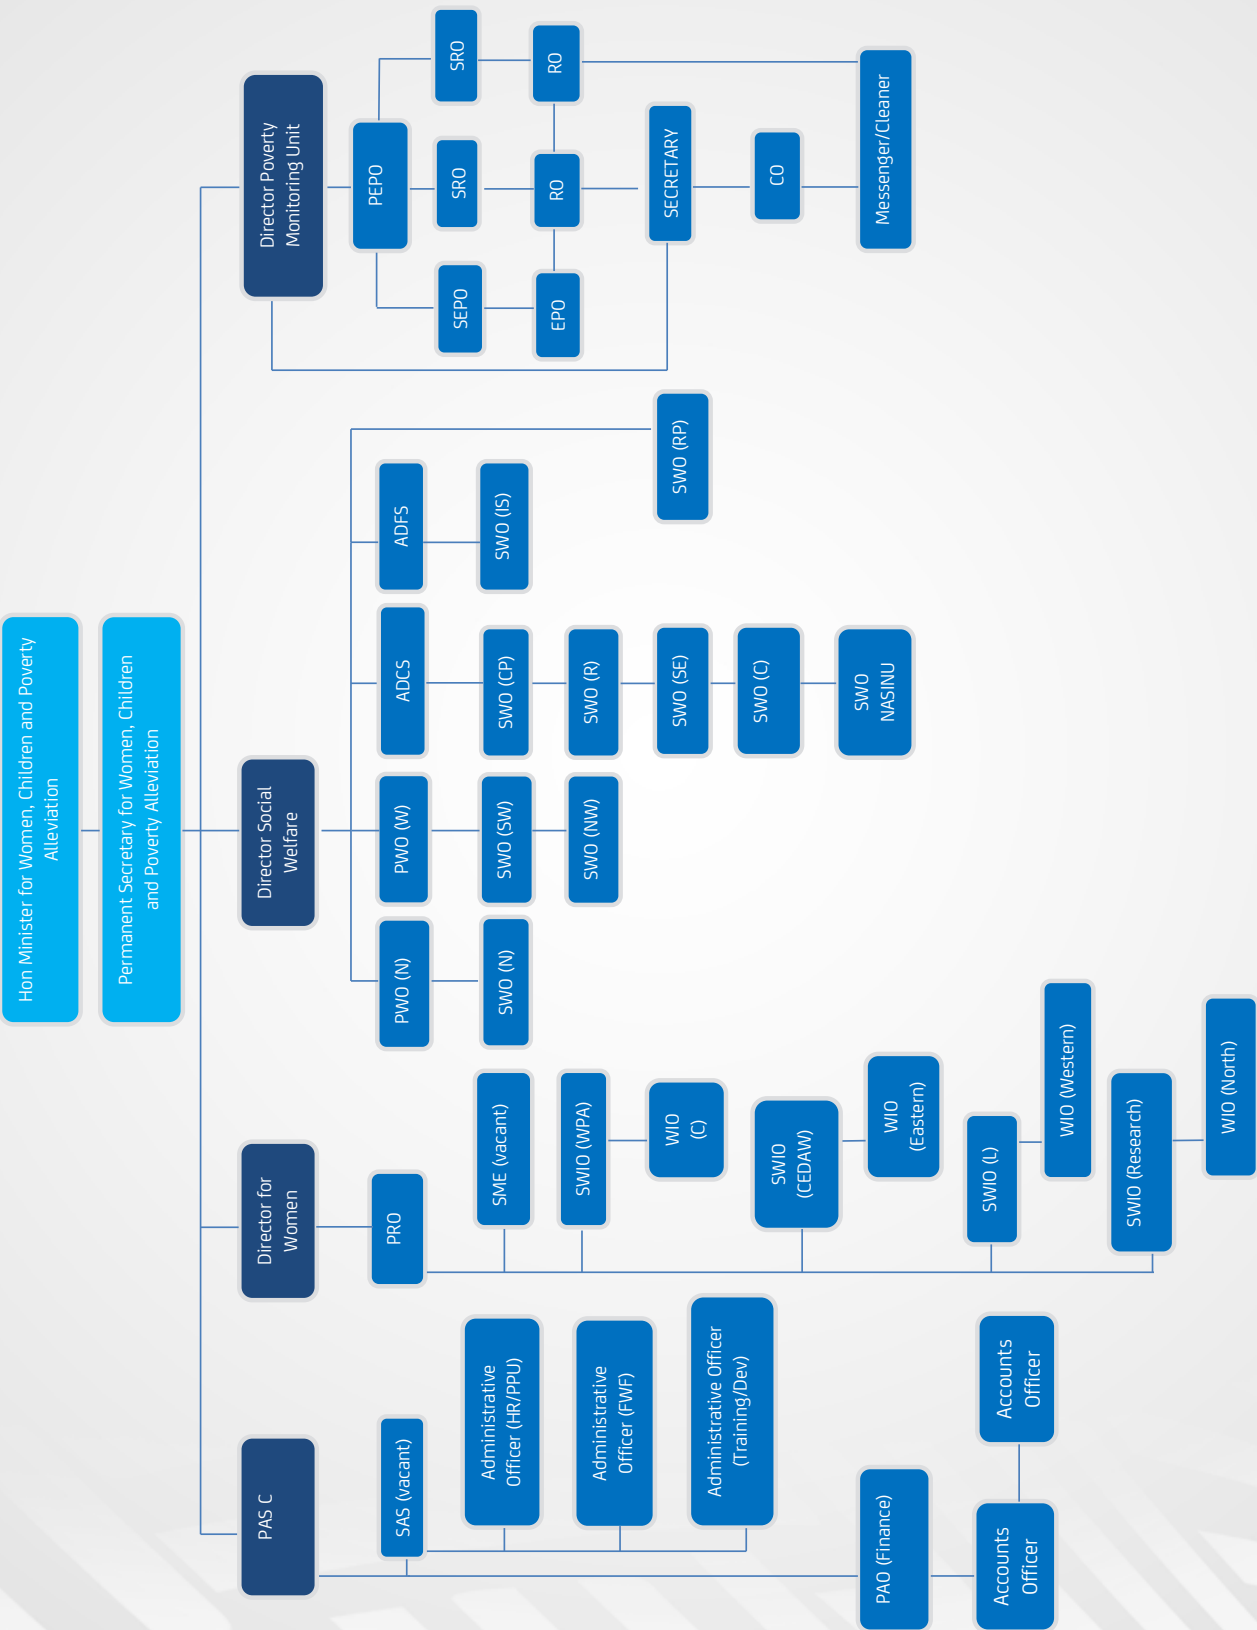 Hon Minister for Women, Children and Poverty
Alleviation
Permanent Secretary for Women, Children
and Poverty Alleviation
PAS C
Director for
Women
Director Social
Welfare
Director Poverty
Monitoring Unit
SAS (vacant)
Administrative
Officer (HR/PPU)
Administrative
Officer (FWF)
Administrative Officer
(Training/Dev)
PAO (Finance)
Accounts
Officer
Accounts
Officer
PRO
SME (vacant)
SWIO (WPA)
WIO
(C)
SWIO
(CEDAW)
WIO
(Eastern)
SWIO (L)
WIO (Western)
SWIO (Research)
WIO (North)
PWO (N)
SWO (N)
PWO (W)
SWO (SW)
SWO (NW)
ADCS
SWO (CP)
SWO (R)
SWO (SE)
SWO (C)
SWO
NASINU
ADFS
SWO (IS)
SWO (RP)
PEPO
SEPO
SRO
SRO
EPO
RO
RO
SECRETARY
CO
Messenger/Cleaner